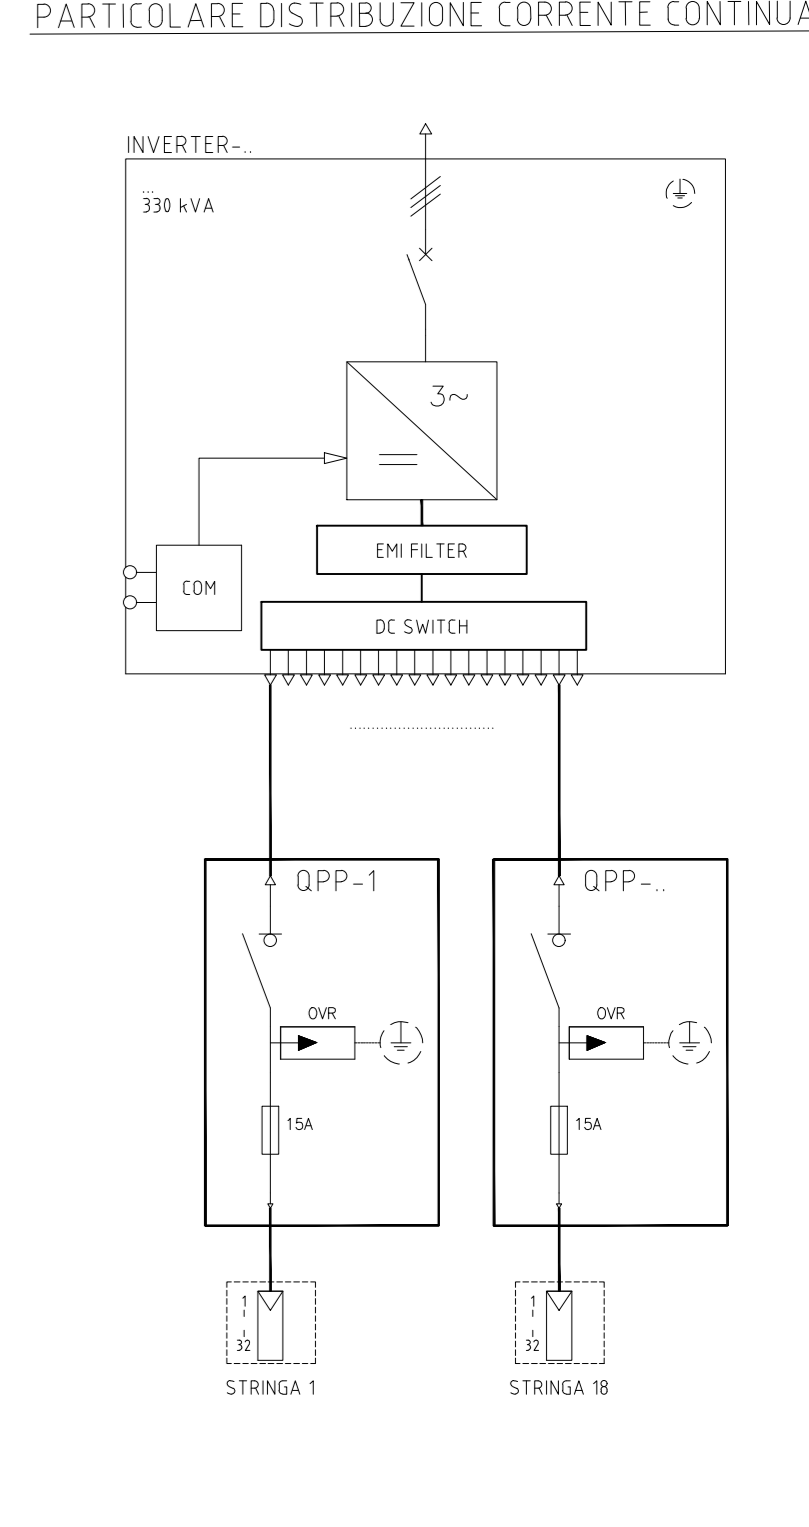 PARTICOLARE DISTRIBUZIONE CORRENTE CONTINUA
INVERTER-..
...
330 kVA
3~
EMI FILTER
COM
DC SWITCH
QPP-1
QPP-..
OVR
OVR
15A
15A
1
32
1
32
STRINGA 1
STRINGA 18